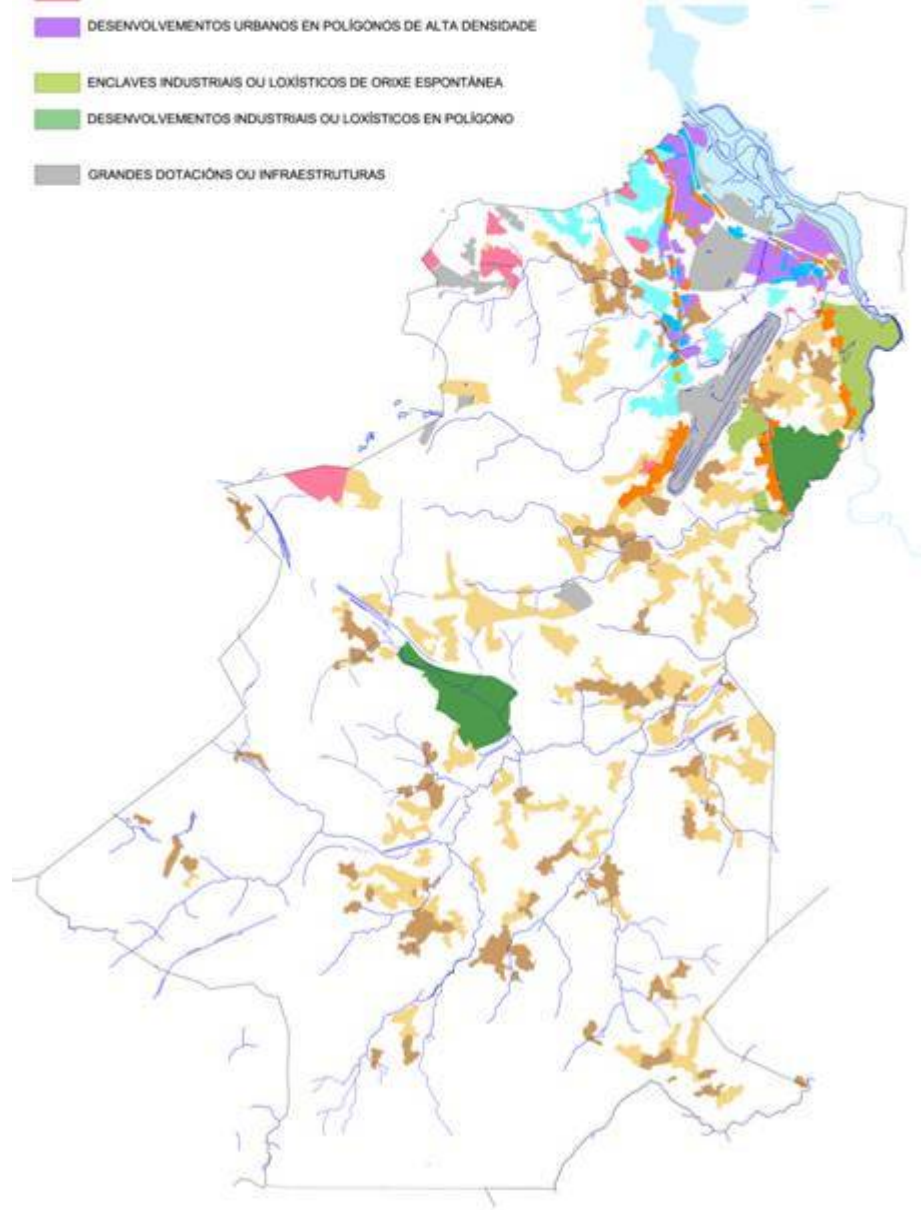 DESENVOLVEMENTOS URBANOS EN POLÍGONOS DE ALTA DENSIDADE
ENCLAVES INDUSTRIAIS OU LOXÍSTICOS DE ORIXE ESPONTÁNEA
DESENVOLVEMENTOS INDUSTRIAIS OU LOXÍSTICOS EN POLÍGONO
GRANDES DOTACIÓNS OU INFRAESTRUTURAS